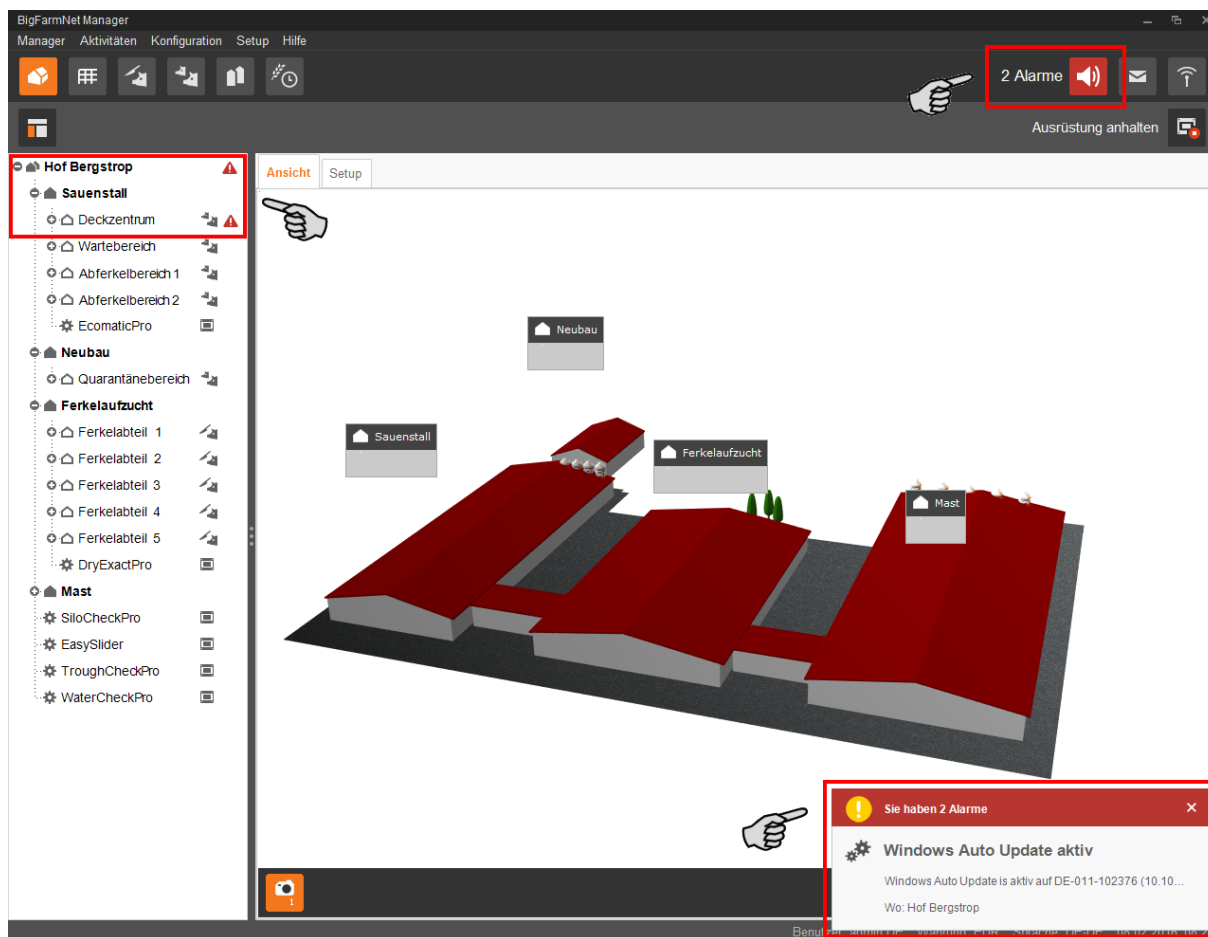 BigFarmNet Manager
Manager Aktivitäten Konfiguration Setup Hilfe
2 Alarme
Ausrüstung anhalten
Hof Bergstrop
Sauenstall
Deckzentrum
Wartebereich
Abferkelbereich 1
Abferkelbereich 2
EcomaticPro
Neubau
Quarantänebereich
Ferkelaufzucht
Ferkelabteil 1
Ferkelabteil 2
Ferkelabteil 3
Ferkelabteil 4
Ferkelabteil 5
DryExactPro
Mast
SiloCheckPro
EasySlider
TroughCheckPro
WaterCheckPro
Ansicht Setup
Neubau
Sauenstall
Ferkelaufzucht
Mast
1
Sie haben 2 Alarme
Windows Auto Update aktiv
Windows Auto Update is aktiv auf DE-011-102376 (10.10...
Wo: Hof Bergstrop